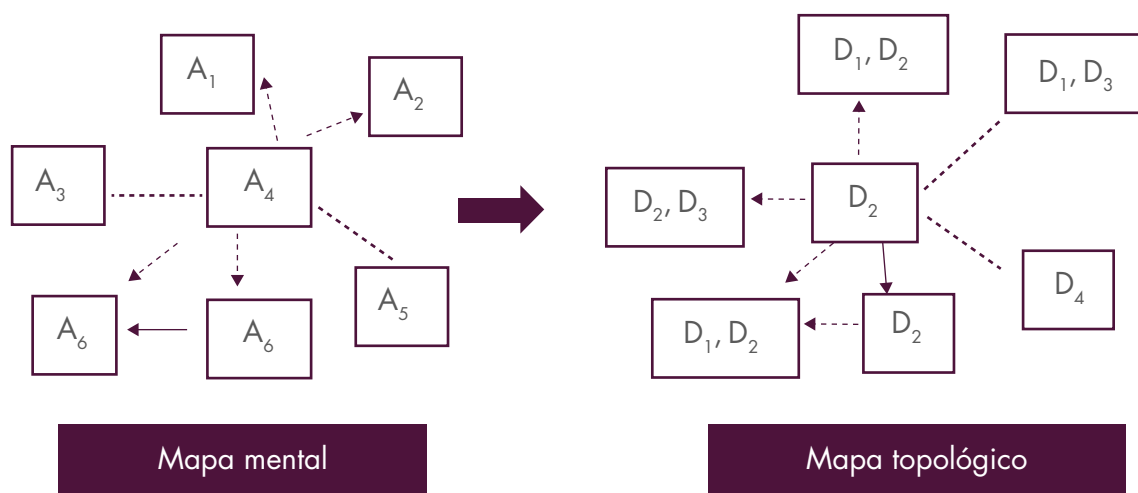 A₁
A₂
A₃
A₄
A₅
A₆
A₆
Mapa mental
D₁, D₂
D₁, D₃
D₂, D₃
D₂
D₄
D₁, D₂
D₂
Mapa topológico